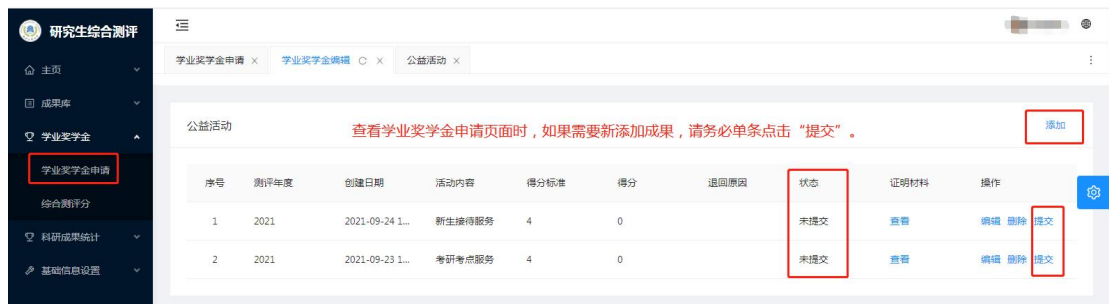 研究生综合测评
主页
成果库
学业奖学金
学业奖学金申请
综合测评分
科研成果统计
基础信息设置
学业奖学金申请 × 学业奖学金编辑 × 公益活动 ×
公益活动
查看学业奖学金申请页面时，如果需要新添加成果，请务必单条点击“提交”。
添加
序号 测评年度 创建日期 活动内容 得分标准 得分 退回原因 状态 证明材料 操作
1 2021 2021-09-24 1... 新生接待服务 4 0 未提交 查看 编辑 删除 提交
2 2021 2021-09-23 1... 考研考点服务 4 0 未提交 查看 编辑 删除 提交